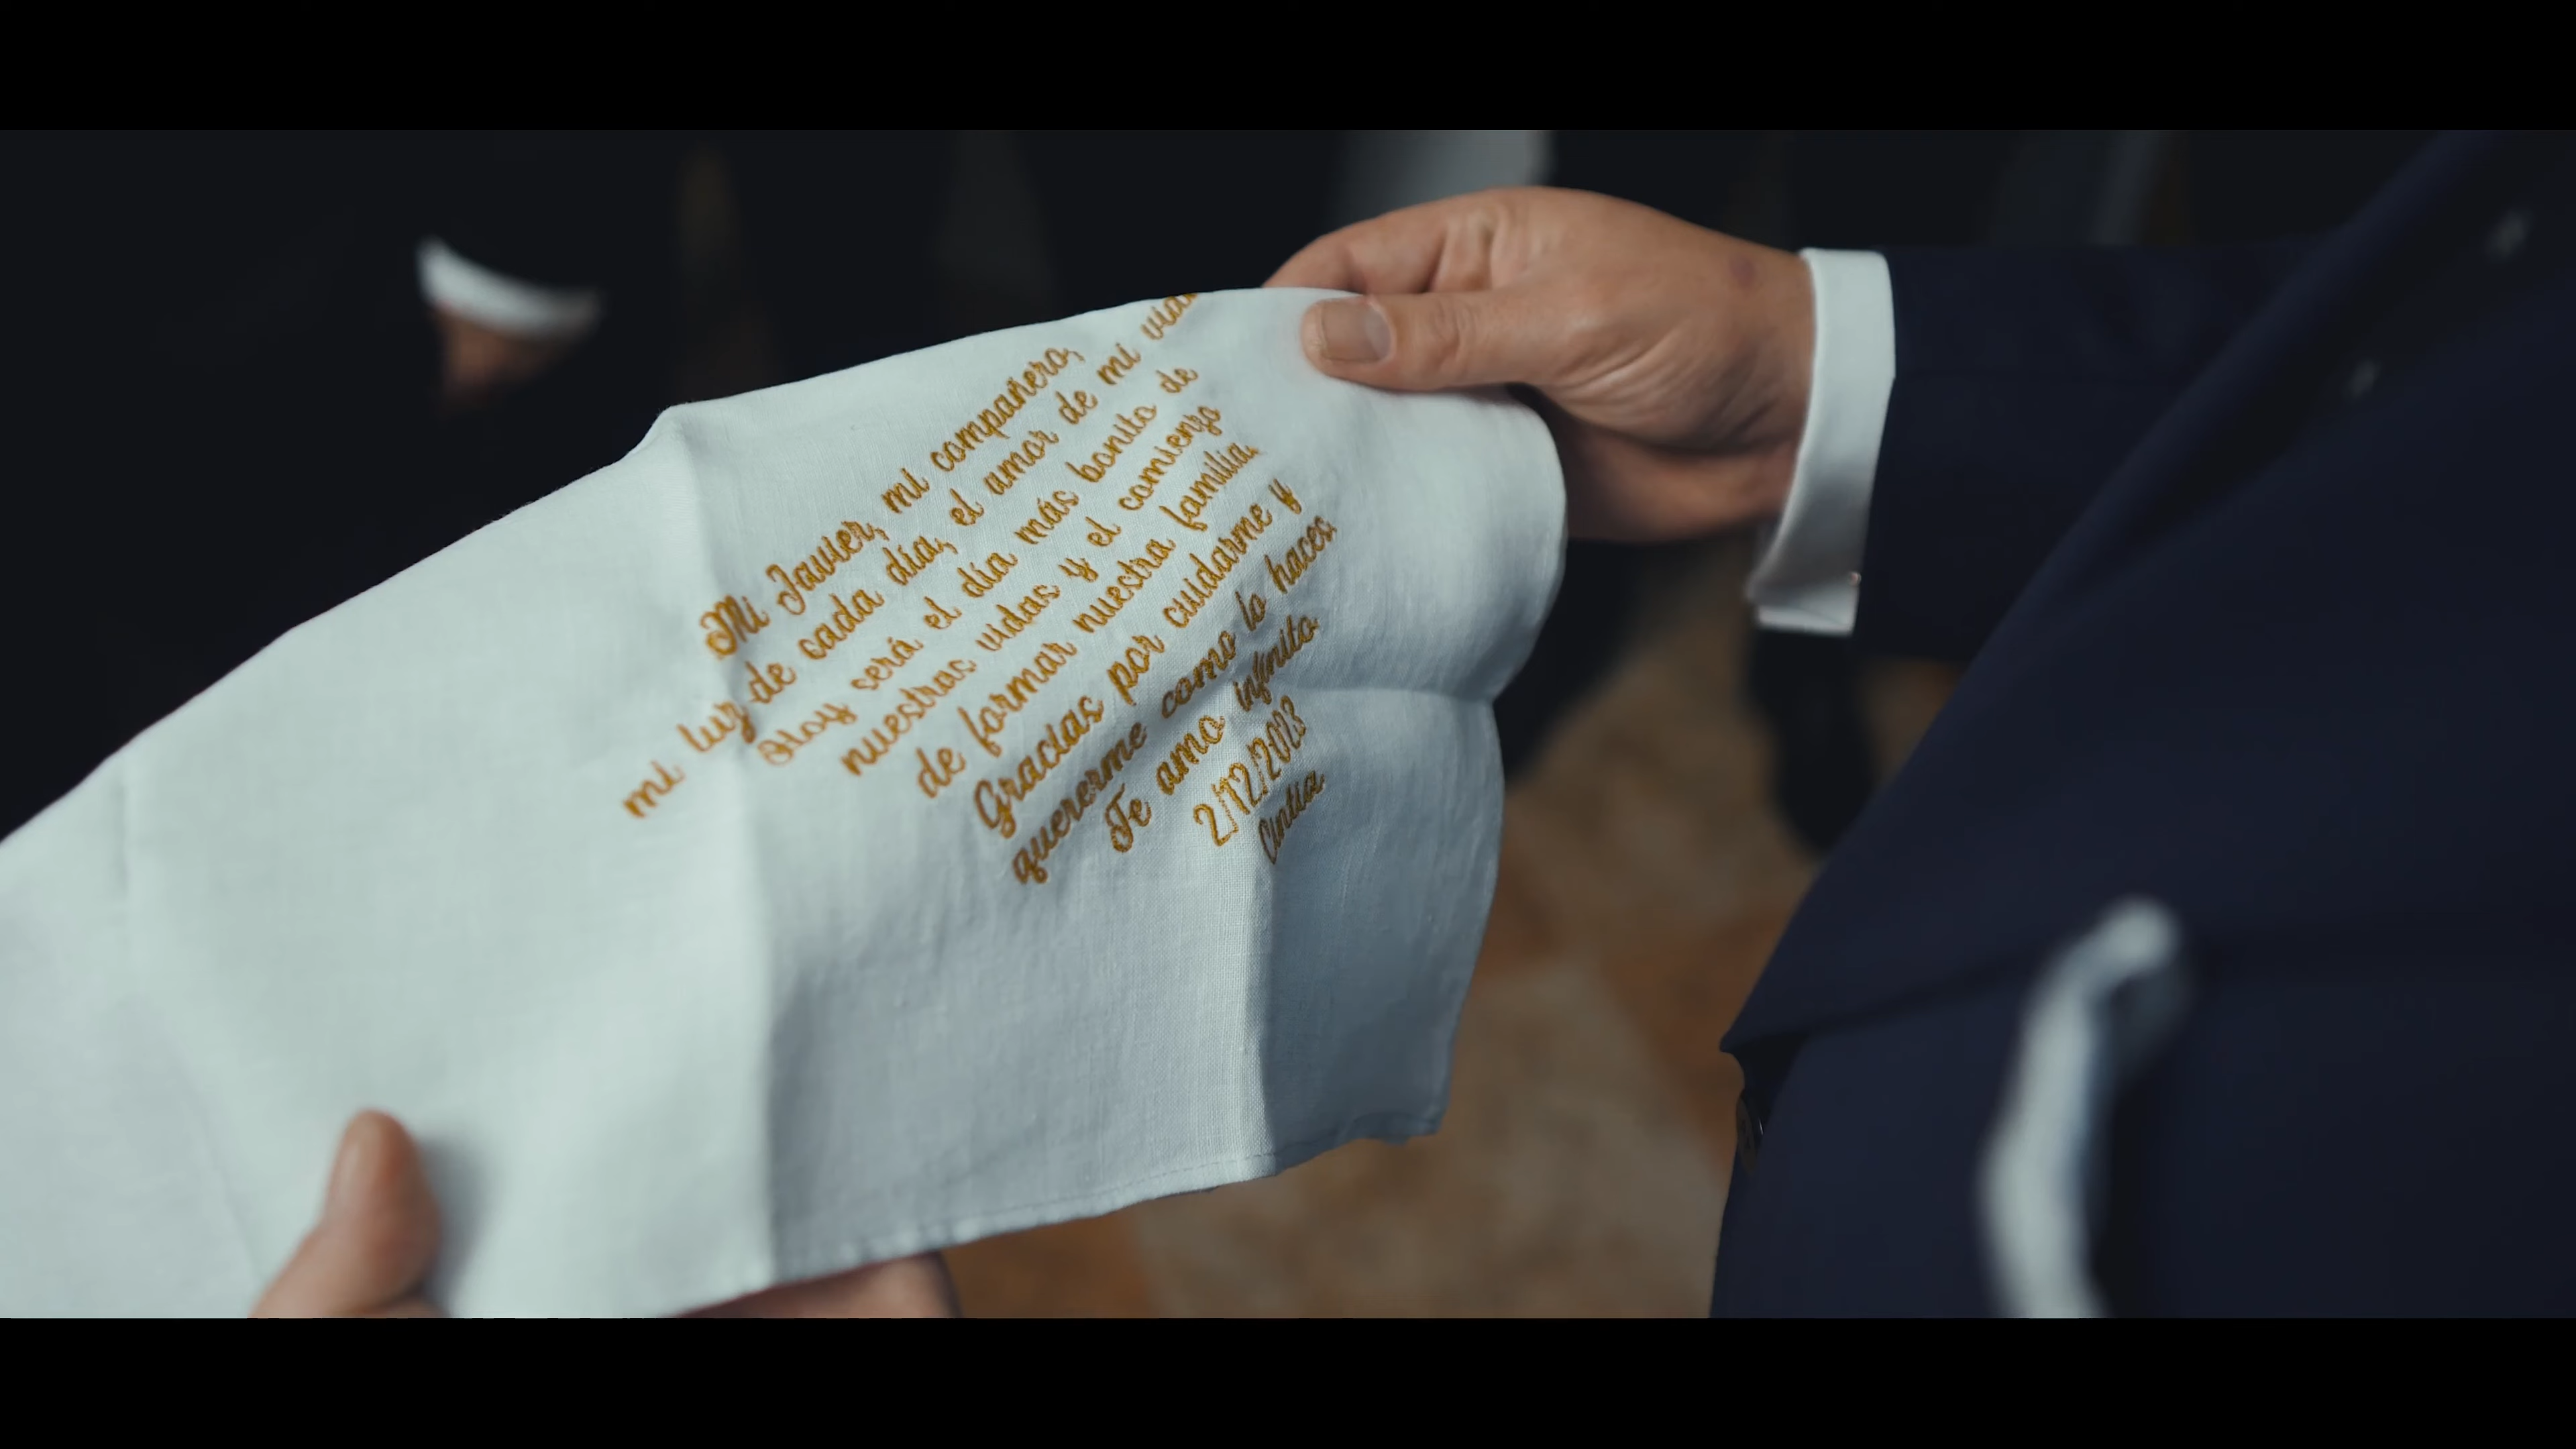 Mi Javier, mi compañero,
mi luz de cada día, el amor de mi vida
Hoy será el día más bonito de
nuestras vidas y el comienzo
de formar nuestra familia.
Gracias por cuidarme y
quererme como lo haces.
Te amo infinito.
2/12/2023
Cintia